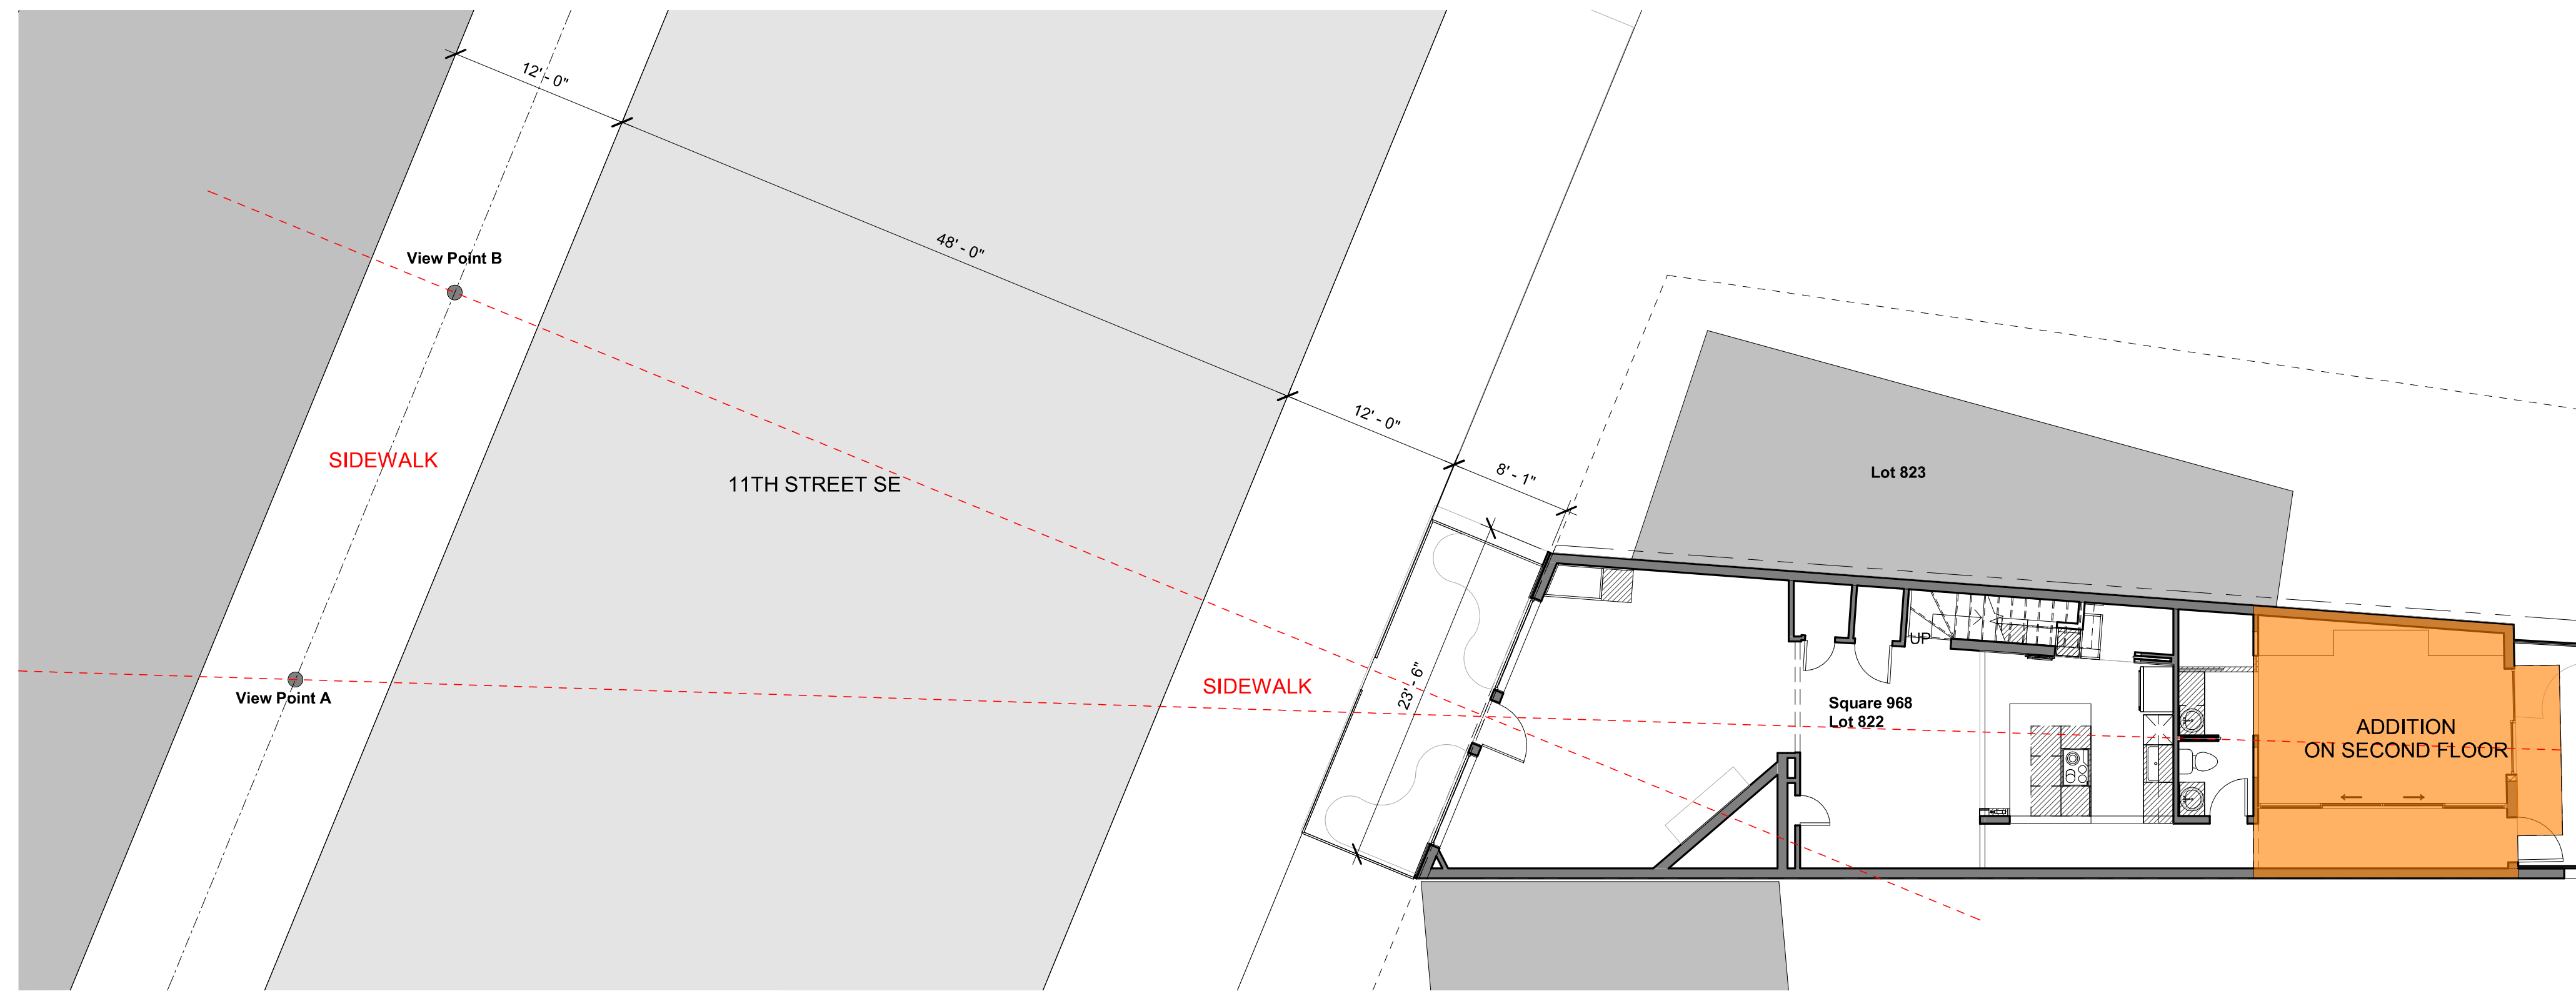 12' - 0"
48' - 0"
12' - 0"
8' - 1"
View Point B
SIDEWALK
11TH STREET SE
Lot 823
UP
23' - 6"
SIDEWALK
View Point A
Square 968
Lot 822
ADDITION
ON SECOND FLOOR